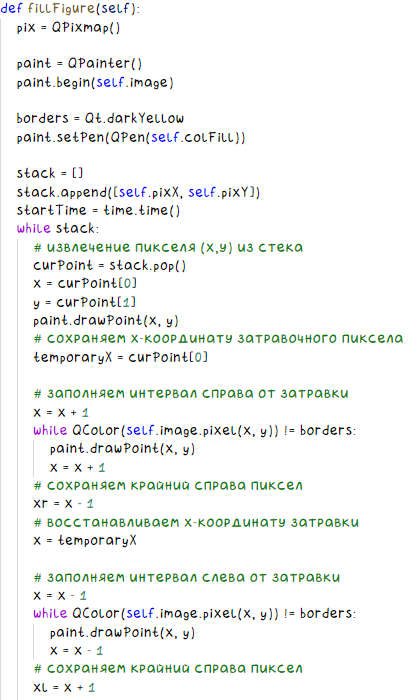 def fillFigure(self):
pix = QPixmap()
paint = QPainter()
paint.begin(self.image)
borders = Qt.darkYellow
paint.setPen(QPen(self.colFill))
stack = []
stack.append([self.pixX, self.pixY])
startTime = time.time()
while stack:
# извлечение пикселя (x,y) из стека
curPoint = stack.pop()
x = curPoint[0]
y = curPoint[1]
paint.drawPoint(x, y)
# сохраняем x-координату затравочного пиксела
temporaryX = curPoint[0]
# заполняем интервал справа от затравки
x = x + 1
while QColor(self.image.pixel(x, y)) != borders:
paint.drawPoint(x, y)
x = x + 1
# сохраняем крайний справа пиксел
xr = x - 1
# восстанавливаем x-координату затравки
x = temporaryX
# заполняем интервал слева от затравки
x = x - 1
while QColor(self.image.pixel(x, y)) != borders:
paint.drawPoint(x, y)
x = x - 1
# сохраняем крайний справа пиксел
xl = x + 1